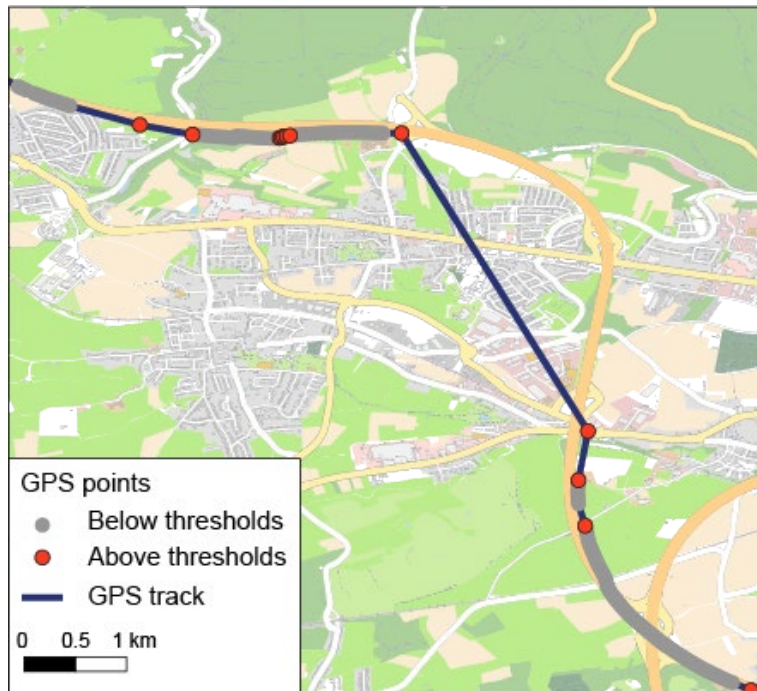 GPS points
Below thresholds
Above thresholds
GPS track
0 0.5 1 km